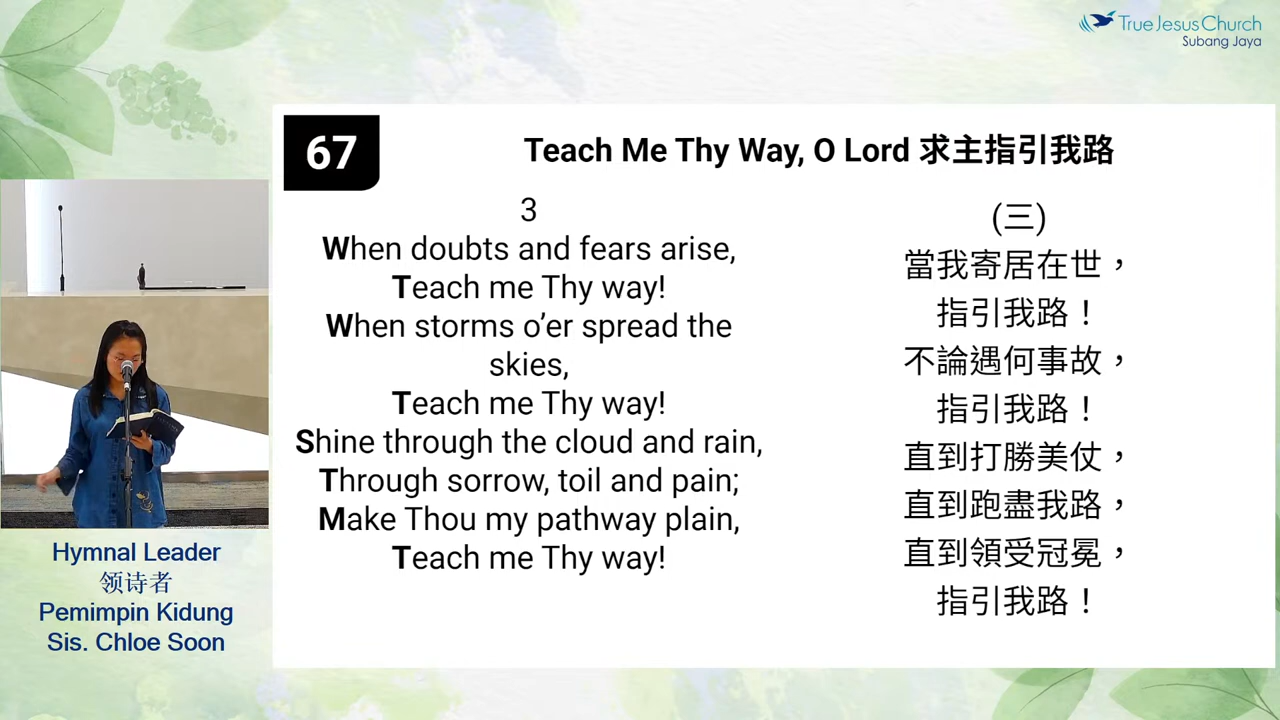 True Jesus Church
Subang Jaya
67
Teach Me Thy Way, O Lord 求主指引我路
3
When doubts and fears arise,
Teach me Thy way!
When storms o’er spread the
skies,
Teach me Thy way!
Shine through the cloud and rain,
Through sorrow, toil and pain;
Make Thou my pathway plain,
Teach me Thy way!
(三)
當我寄居在世，
指引我路！
不論遇何事故，
指引我路！
直到打勝美仗，
直到跑盡我路，
直到領受冠冕，
指引我路！
Hymnal Leader
领诗者
Pemimpin Kidung
Sis. Chloe Soon